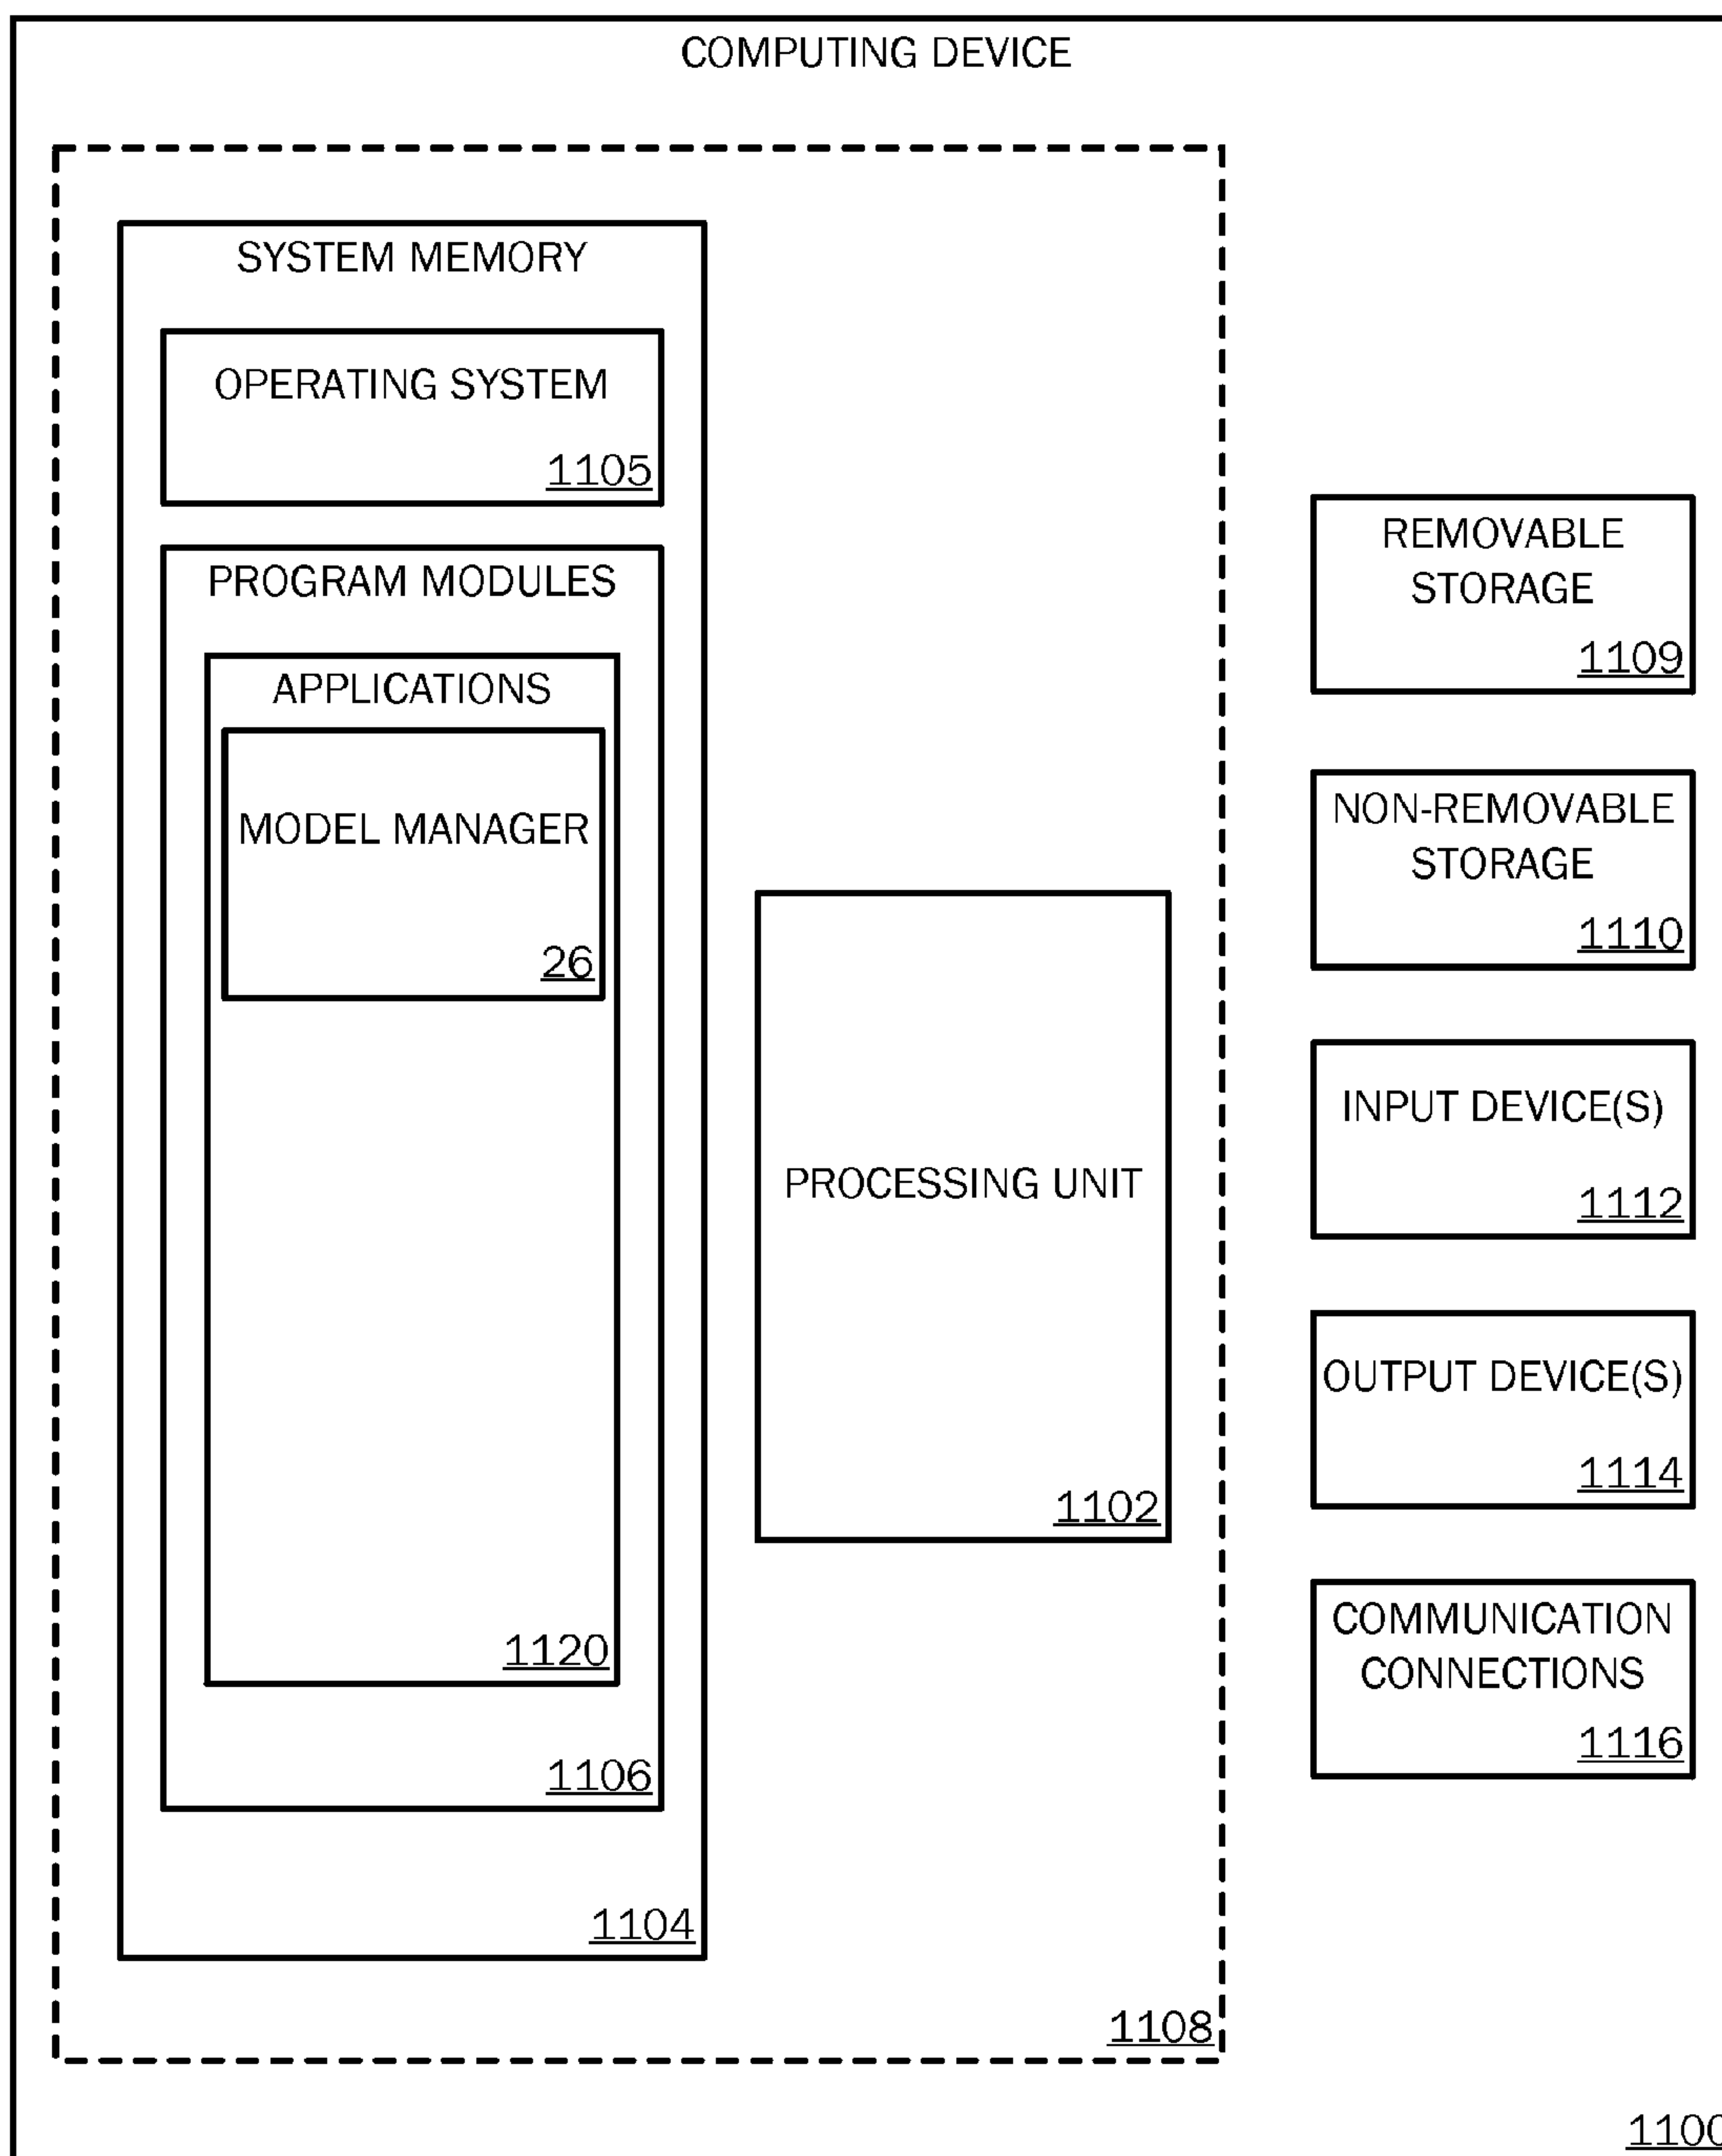 COMPUTING DEVICE
SYSTEM MEMORY
OPERATING SYSTEM
1105
PROGRAM MODULES
APPLICATIONS
MODEL MANAGER
26
1120
1106
1104
PROCESSING UNIT
1102
1108
REMOVABLE
STORAGE
1109
NON-REMOVABLE
STORAGE
1110
INPUT DEVICE(S)
1112
OUTPUT DEVICE(S)
1114
COMMUNICATION
CONNECTIONS
1116
1100